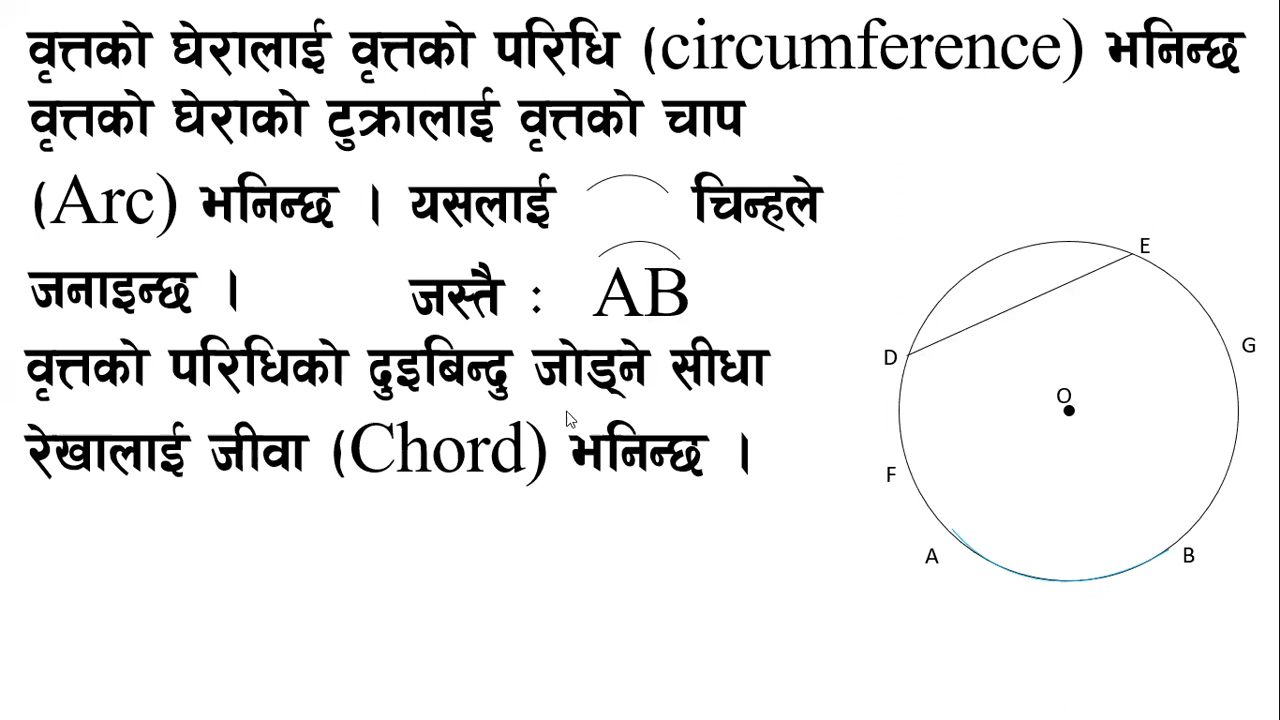 वृत्तको घेरालाई वृत्तको परिधि (circumference) भनिन्छ
वृत्तको घेराको टुक्रालाई वृत्तको चाप
(Arc) भनिन्छ । यसलाई ⌒ चिन्हले
जनाइन्छ । जस्तै : AB
वृत्तको परिधिको दुइबिन्दु जोड्ने सीधा
रेखालाई जीवा (Chord) भनिन्छ ।
E
G
D
O
F
A
B